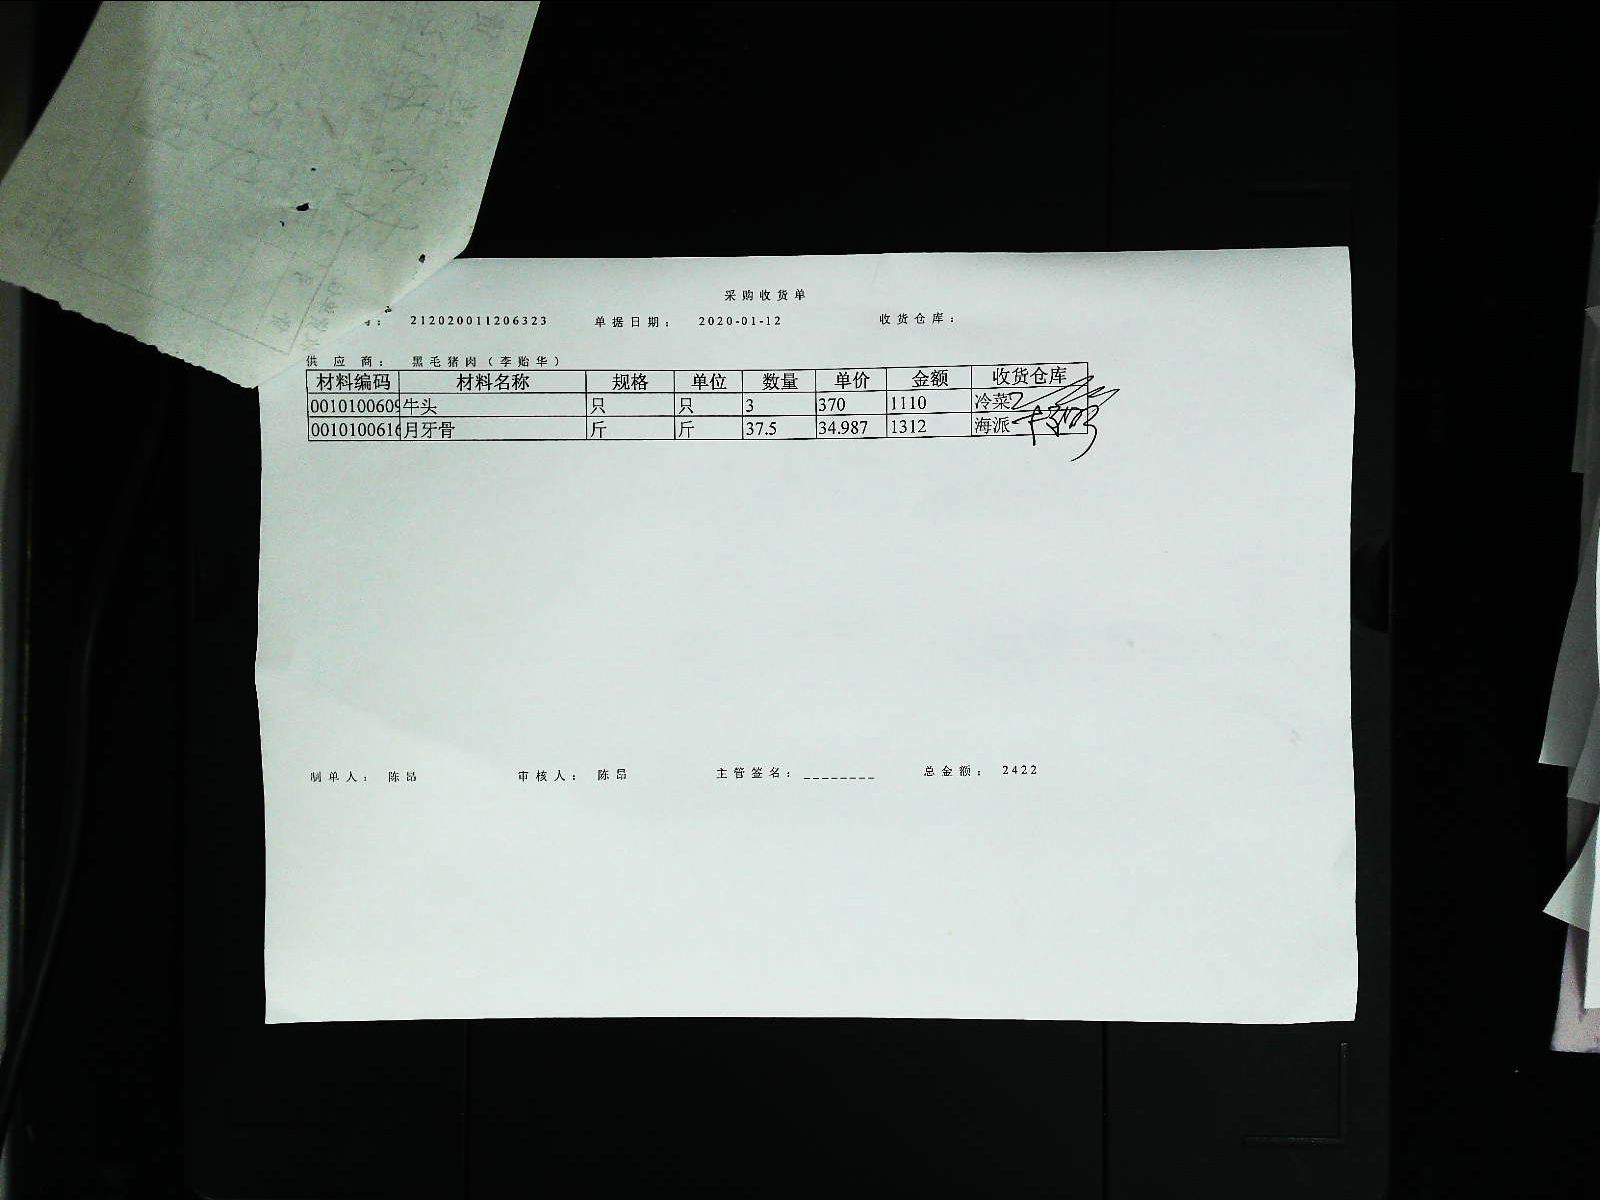 采购收货单
号： 212020011206323 单据日期： 2020-01-12 收货仓库：
供应商： 黑毛猪肉（李贻华）
材料编码 材料名称 规格 单位 数量 单价 金额 收货仓库
0010100609 牛头 只 只 3 370 1110 冷菜
0010100616 月牙骨 斤 斤 37.5 34.987 1312 海派
制单人： 陈昂 审核人： 陈昂 主管签名：________ 总金额： 2422